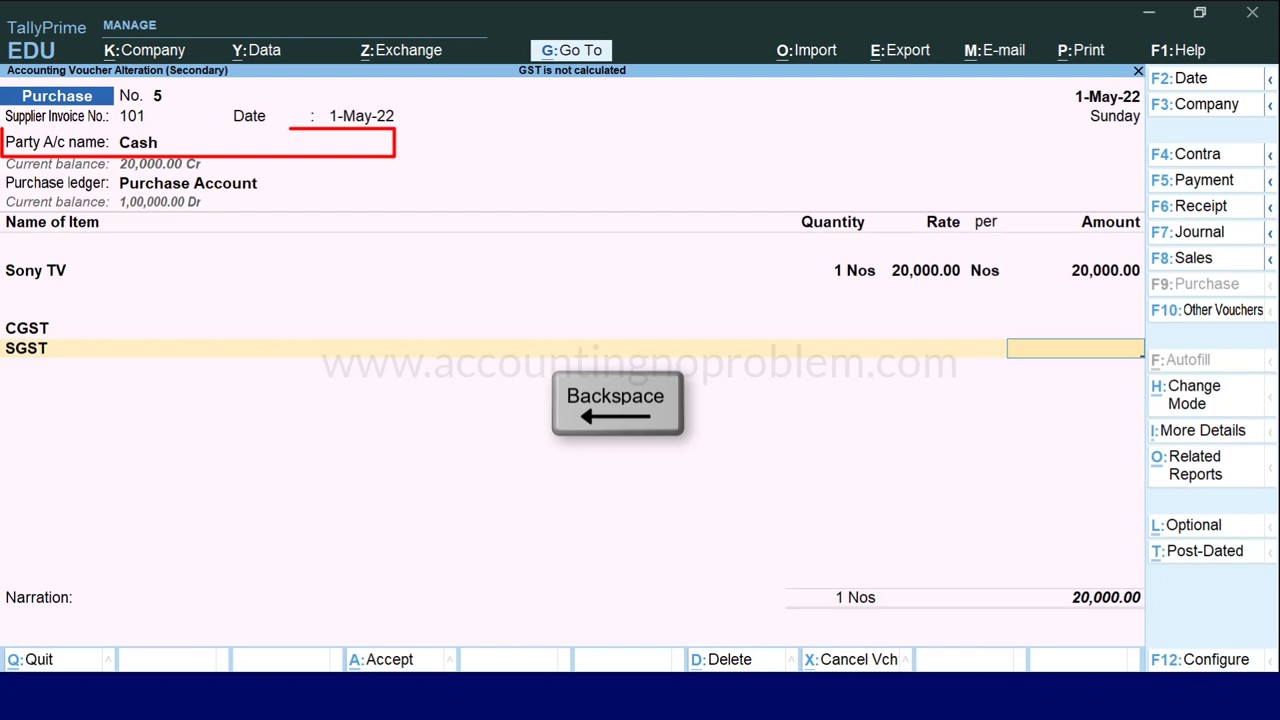 TallyPrime
EDU
MANAGE
K:Company Y:Data Z:Exchange G:Go To O:Import E:Export M:E-mail P:Print F1:Help
Accounting Voucher Alteration (Secondary) GST is not calculated
Purchase No. 5 1-May-22
Supplier Invoice No.: 101 Date : 1-May-22 Sunday
Party A/c name: Cash
Current balance: 20,000.00 Cr
Purchase ledger: Purchase Account
Current balance: 1,00,000.00 Dr
Name of Item Quantity Rate per Amount
Sony TV 1 Nos 20,000.00 Nos 20,000.00
CGST
SGST
www.accountingnoproblem.com
Backspace
Narration: 1 Nos 20,000.00
Q:Quit A:Accept D:Delete X:Cancel Vch F12:Configure
F2:Date
F3:Company
F4:Contra
F5:Payment
F6:Receipt
F7:Journal
F8:Sales
F9:Purchase
F10:Other Vouchers
F:Autofill
H:Change
Mode
I:More Details
O:Related
Reports
L:Optional
T:Post-Dated